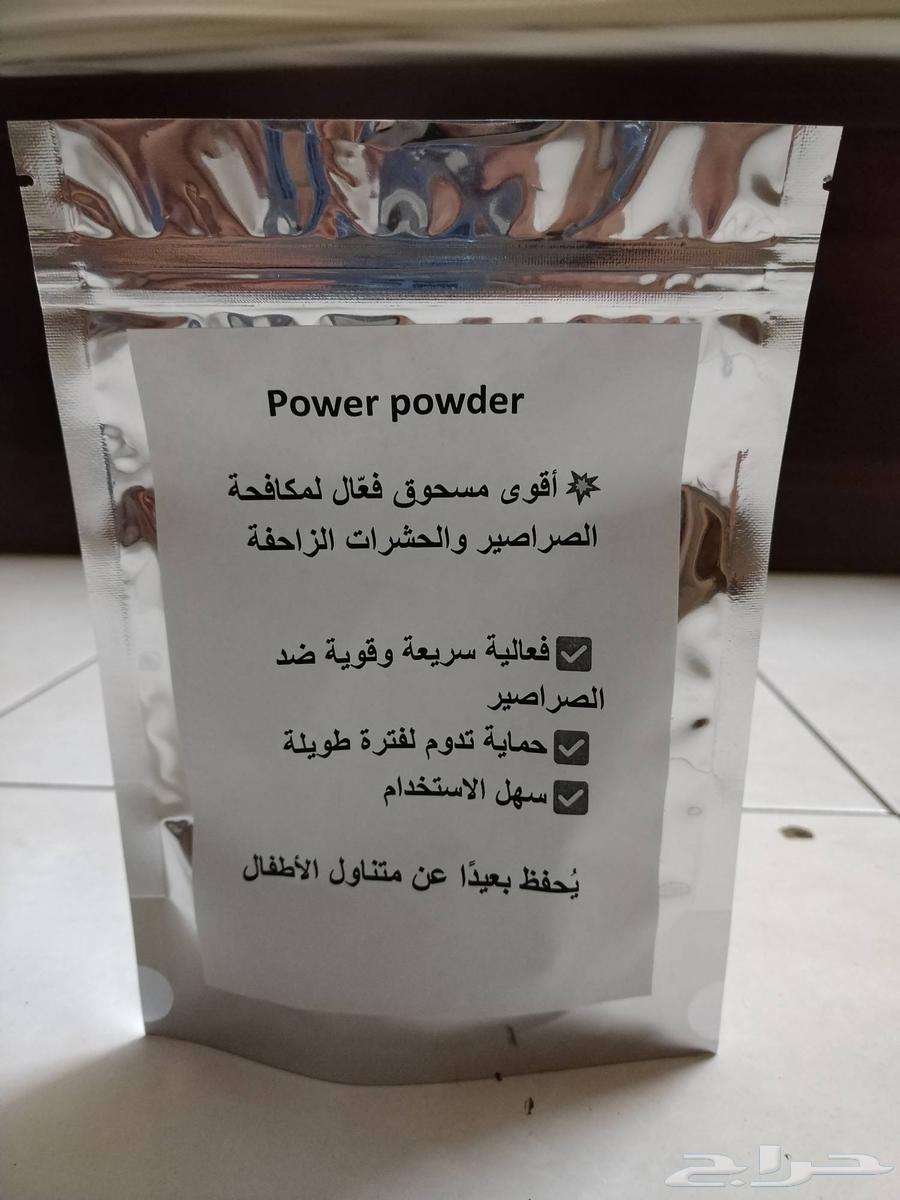 Power powder
أقوى مسحوق فعّال لمكافحة
الصراصير والحشرات الزاحفة
فعالية سريعة وقوية ضد
الصراصير
حماية تدوم لفترة طويلة
سهل الاستخدام
يُحفظ بعيدًا عن متناول الأطفال
حراج